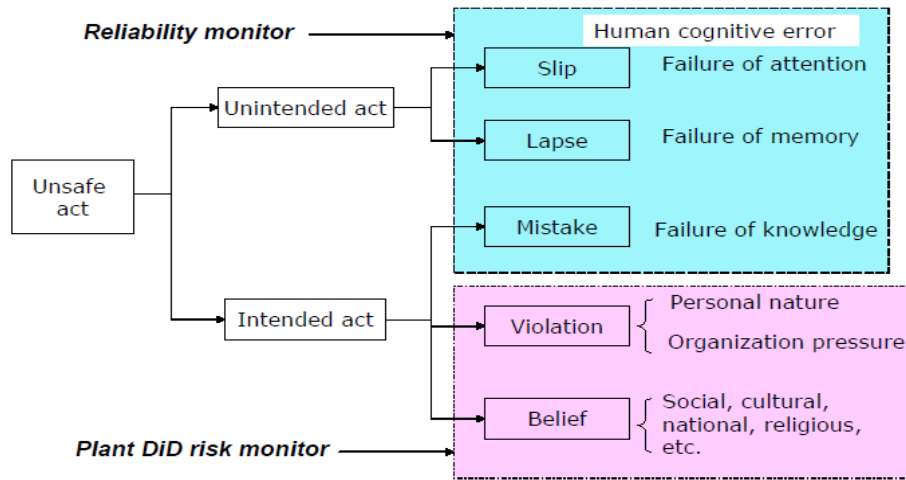 Reliability monitor
Human cognitive error
Slip
Failure of attention
Unintended act
Lapse
Failure of memory
Unsafe
act
Mistake
Failure of knowledge
Intended act
Violation
Personal nature
Organization pressure
Belief
Social, cultural,
national, religious,
etc.
Plant DiD risk monitor